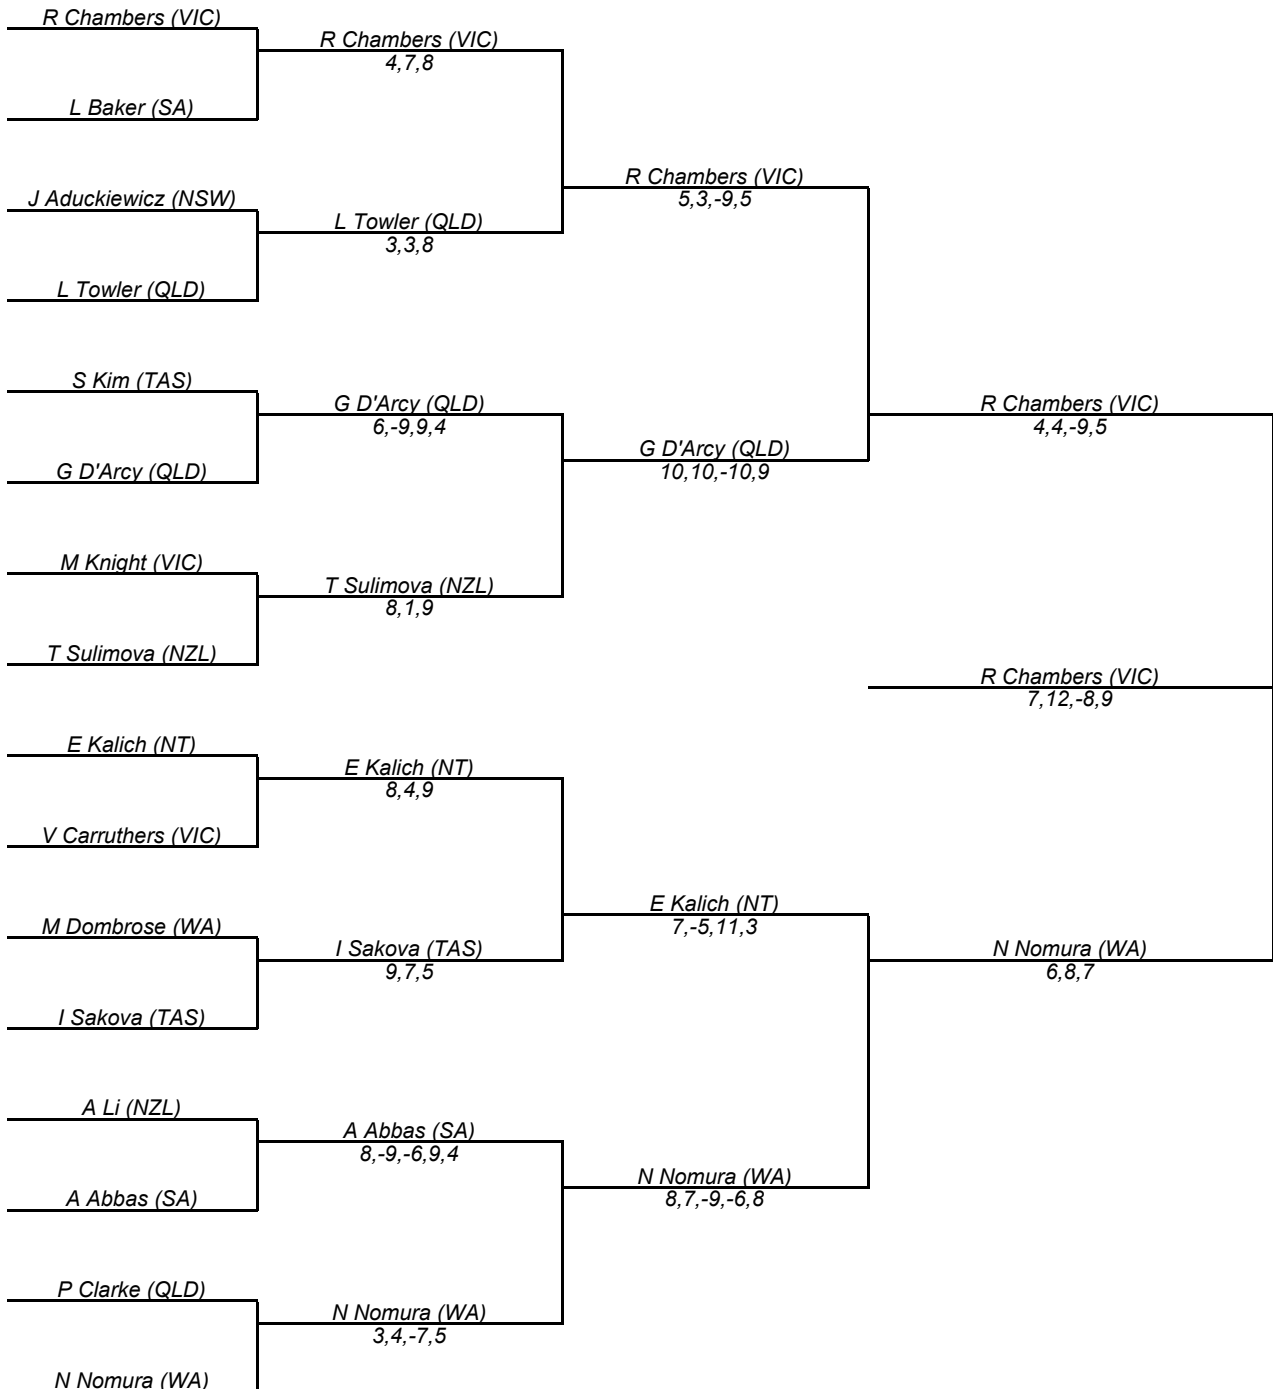 R Chambers (VIC)
R Chambers (VIC)
4,7,8
L Baker (SA)
R Chambers (VIC)
5,3,-9,5
J Aduckiewicz (NSW)
L Towler (QLD)
3,3,8
L Towler (QLD)
S Kim (TAS)
G D'Arcy (QLD)
6,-9,9,4
R Chambers (VIC)
4,4,-9,5
G D'Arcy (QLD)
10,10,-10,9
G D'Arcy (QLD)
M Knight (VIC)
T Sulimova (NZL)
8,1,9
T Sulimova (NZL)
R Chambers (VIC)
7,12,-8,9
E Kalich (NT)
E Kalich (NT)
8,4,9
V Carruthers (VIC)
E Kalich (NT)
7,-5,11,3
M Dombrose (WA)
I Sakova (TAS)
9,7,5
N Nomura (WA)
6,8,7
I Sakova (TAS)
A Li (NZL)
A Abbas (SA)
8,-9,-6,9,4
N Nomura (WA)
8,7,-9,-6,8
A Abbas (SA)
P Clarke (QLD)
N Nomura (WA)
3,4,-7,5
N Nomura (WA)